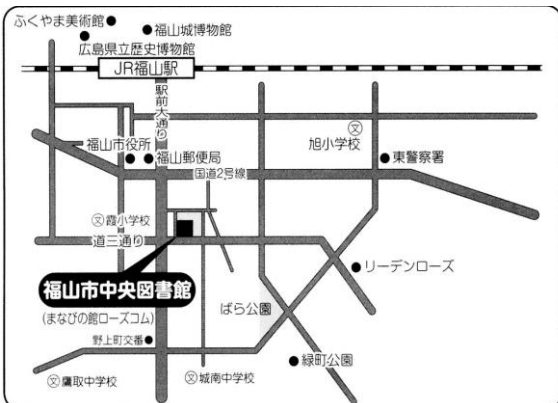 ふくやま美術館
福山城博物館
広島県立歴史博物館
JR福山駅
駅前大通り
文
旭小学校
福山市役所
福山郵便局
東警察署
国道2号線
文霞小学校
道三通り
リーデンローズ
福山市中央図書館
(まなびの館ローズコム)
ばら公園
野上町交番
緑町公園
文鷹取中学校
文城南中学校